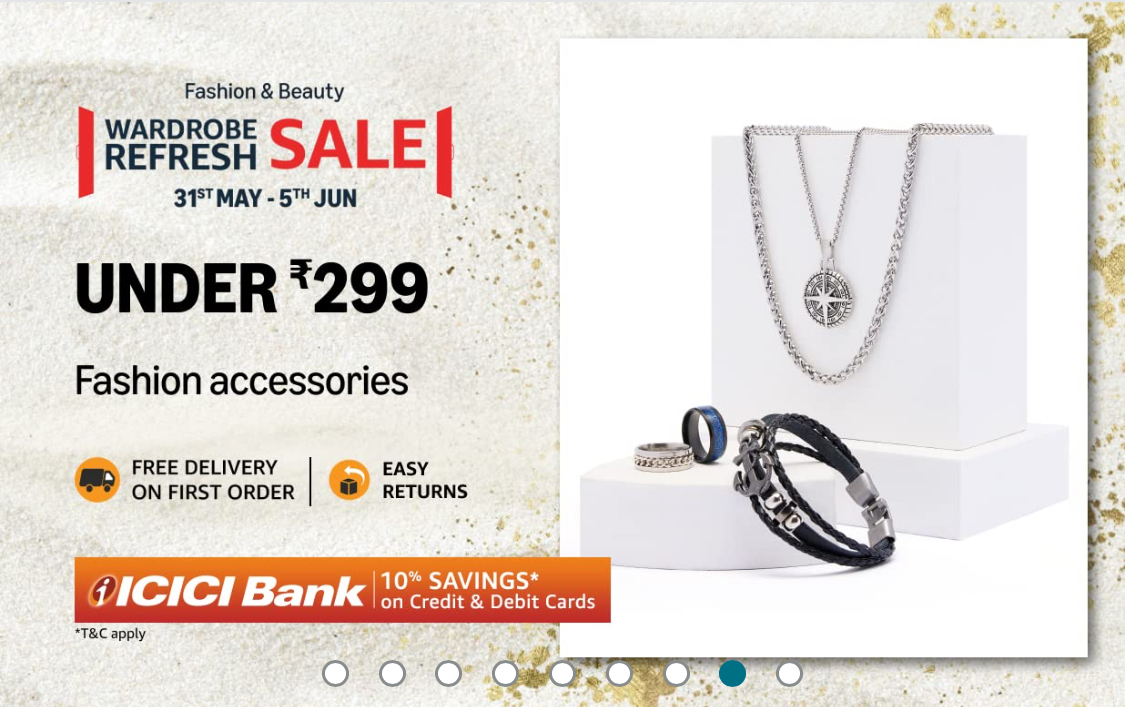 Fashion & Beauty
WARDROBE
REFRESH SALE
31ST MAY - 5TH JUN
UNDER ₹299
Fashion accessories
FREE DELIVERY
ON FIRST ORDER
EASY
RETURNS
ICICI Bank
10% SAVINGS*
on Credit & Debit Cards
*T&C apply